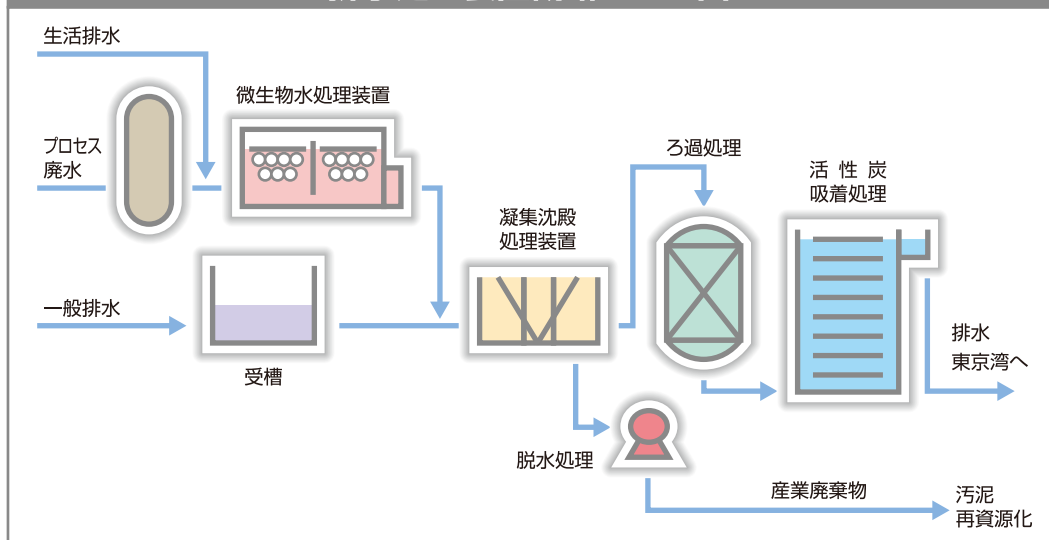 生活排水
微生物水処理装置
プロセス
廃水
ろ過処理
活性炭
吸着処理
凝集沈殿
処理装置
一般排水
受槽
排水
東京湾へ
脱水処理
産業廃棄物
汚泥
再資源化